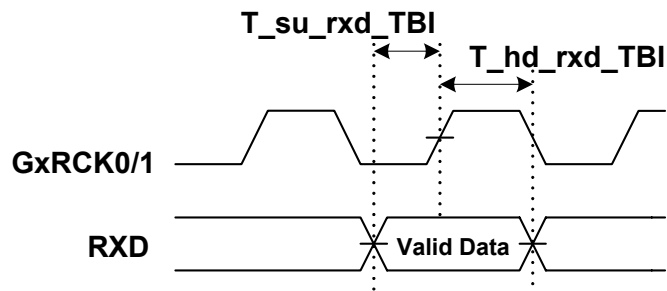 T_su_rxd_TBI
T_hd_rxd_TBI
GxRCK0/1
RXD
Valid Data